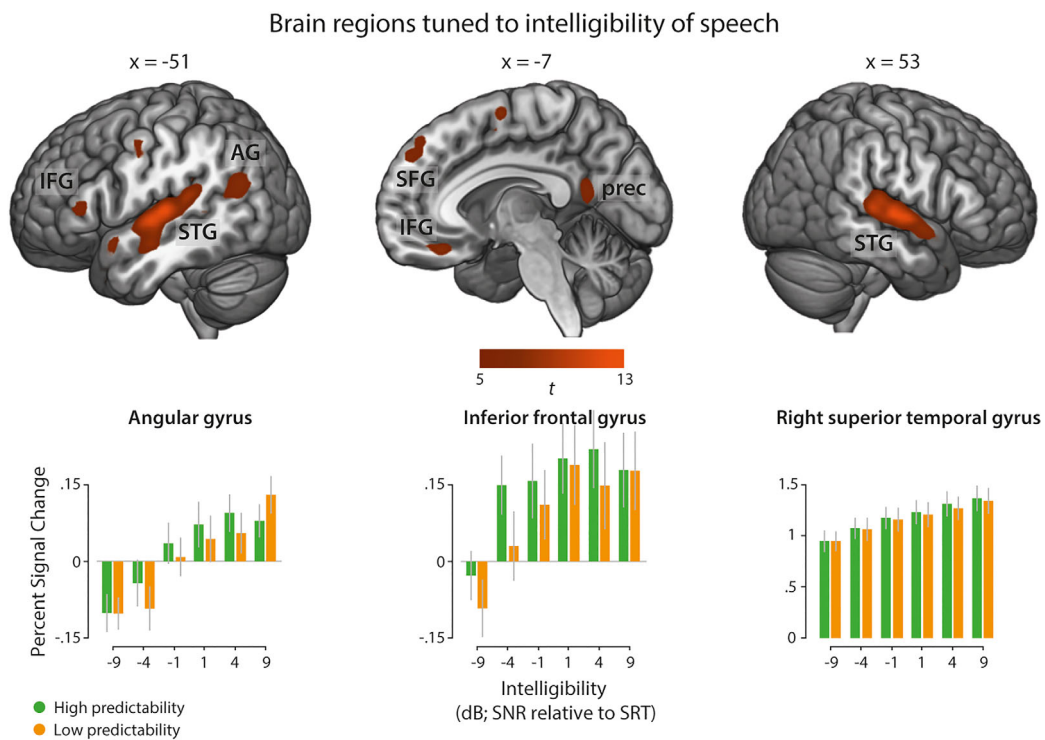 Brain regions tuned to intelligibility of speech
x = -51
x = -7
x = 53
IFG
AG
STG
SFG
IFG
prec
STG
5
13
t
Angular gyrus
Inferior frontal gyrus
Right superior temporal gyrus
Percent Signal Change
.15
0
-.15
-9 -4 -1 1 4 9
.15
0
-.15
-9 -4 -1 1 4 9
1.5
1
.5
0
-9 -4 -1 1 4 9
Intelligibility
(dB; SNR relative to SRT)
High predictability
Low predictability